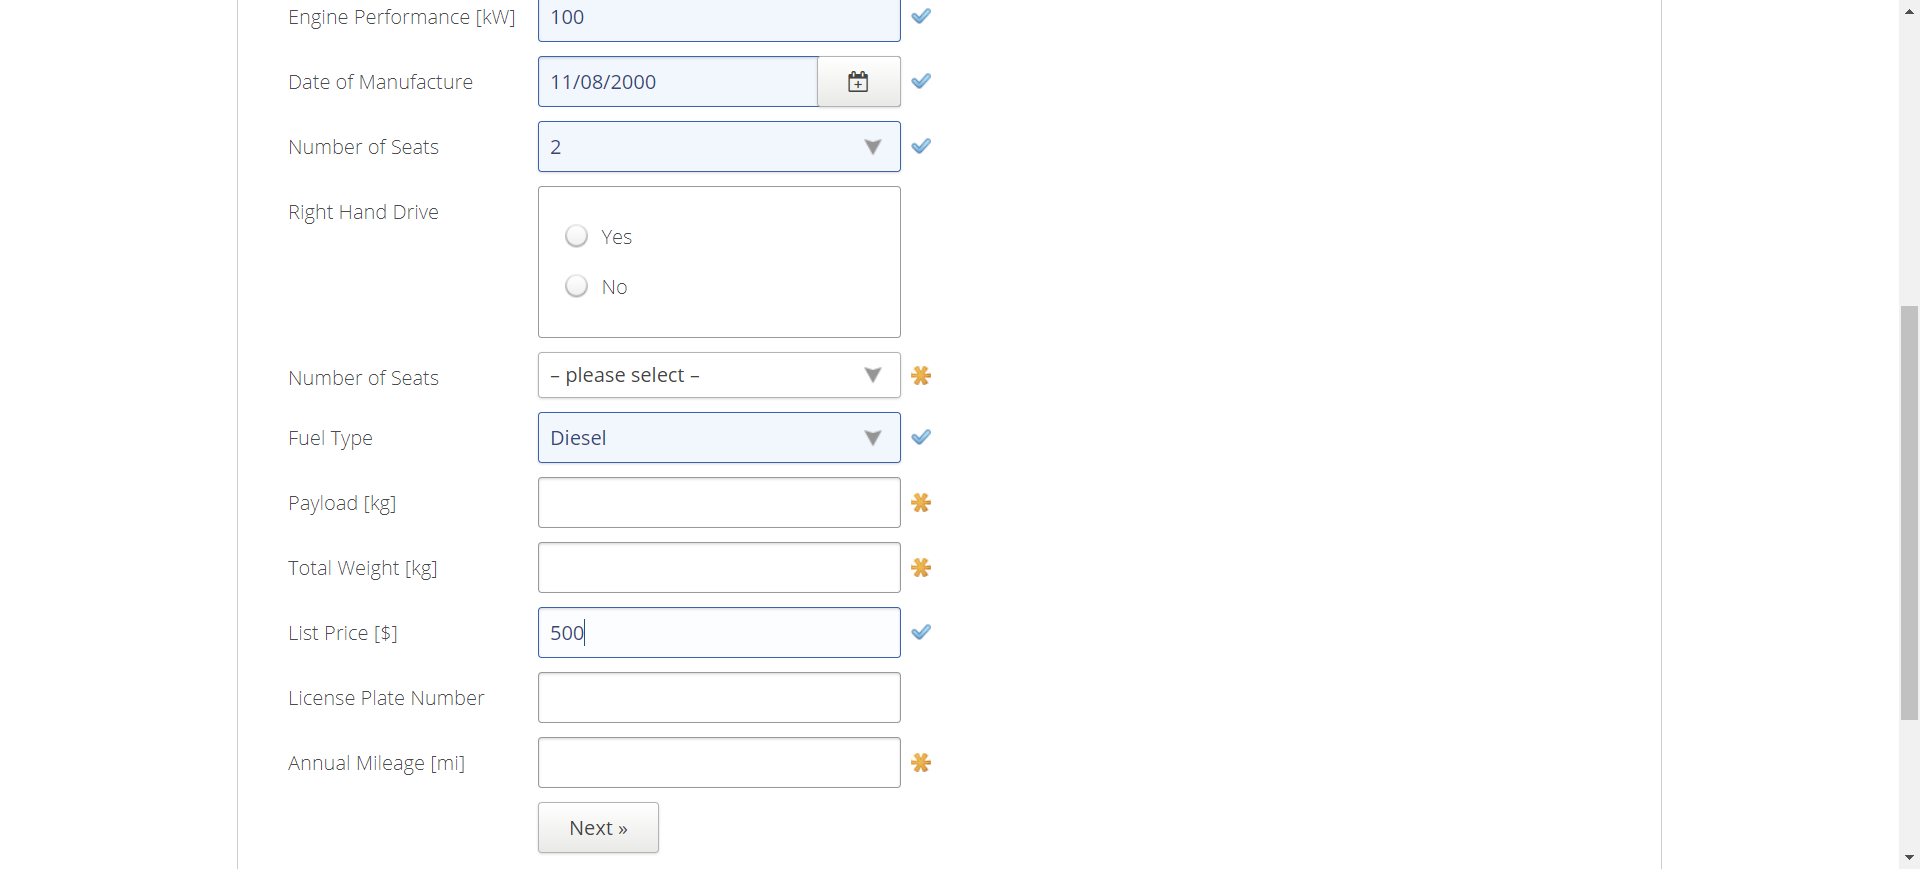 Engine Performance [kW] 100
Date of Manufacture 11/08/2000
Number of Seats 2
Right Hand Drive
Yes
No
Number of Seats – please select –
Fuel Type Diesel
Payload [kg]
Total Weight [kg]
List Price [$] 500
License Plate Number
Annual Mileage [mi]
Next »